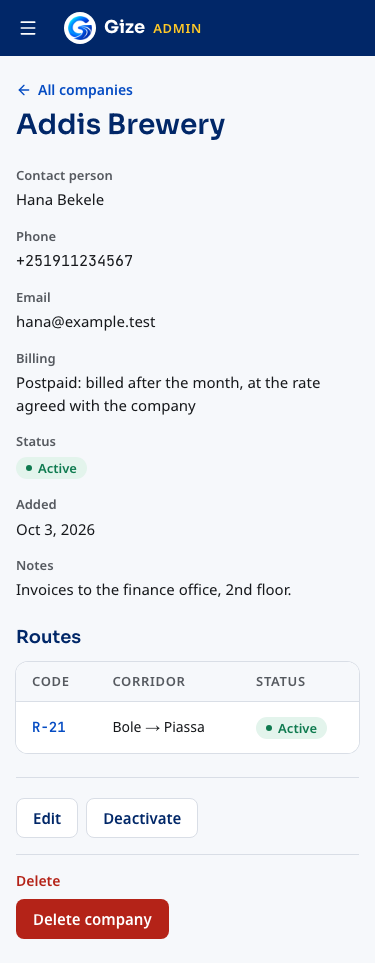 Gize ADMIN
← All companies
Addis Brewery
Contact person
Hana Bekele
Phone
+251911234567
Email
hana@example.test
Billing
Postpaid: billed after the month, at the rate
agreed with the company
Status
Active
Added
Oct 3, 2026
Notes
Invoices to the finance office, 2nd floor.
Routes
CODE CORRIDOR STATUS
R-21 Bole → Piassa Active
Edit Deactivate
Delete
Delete company